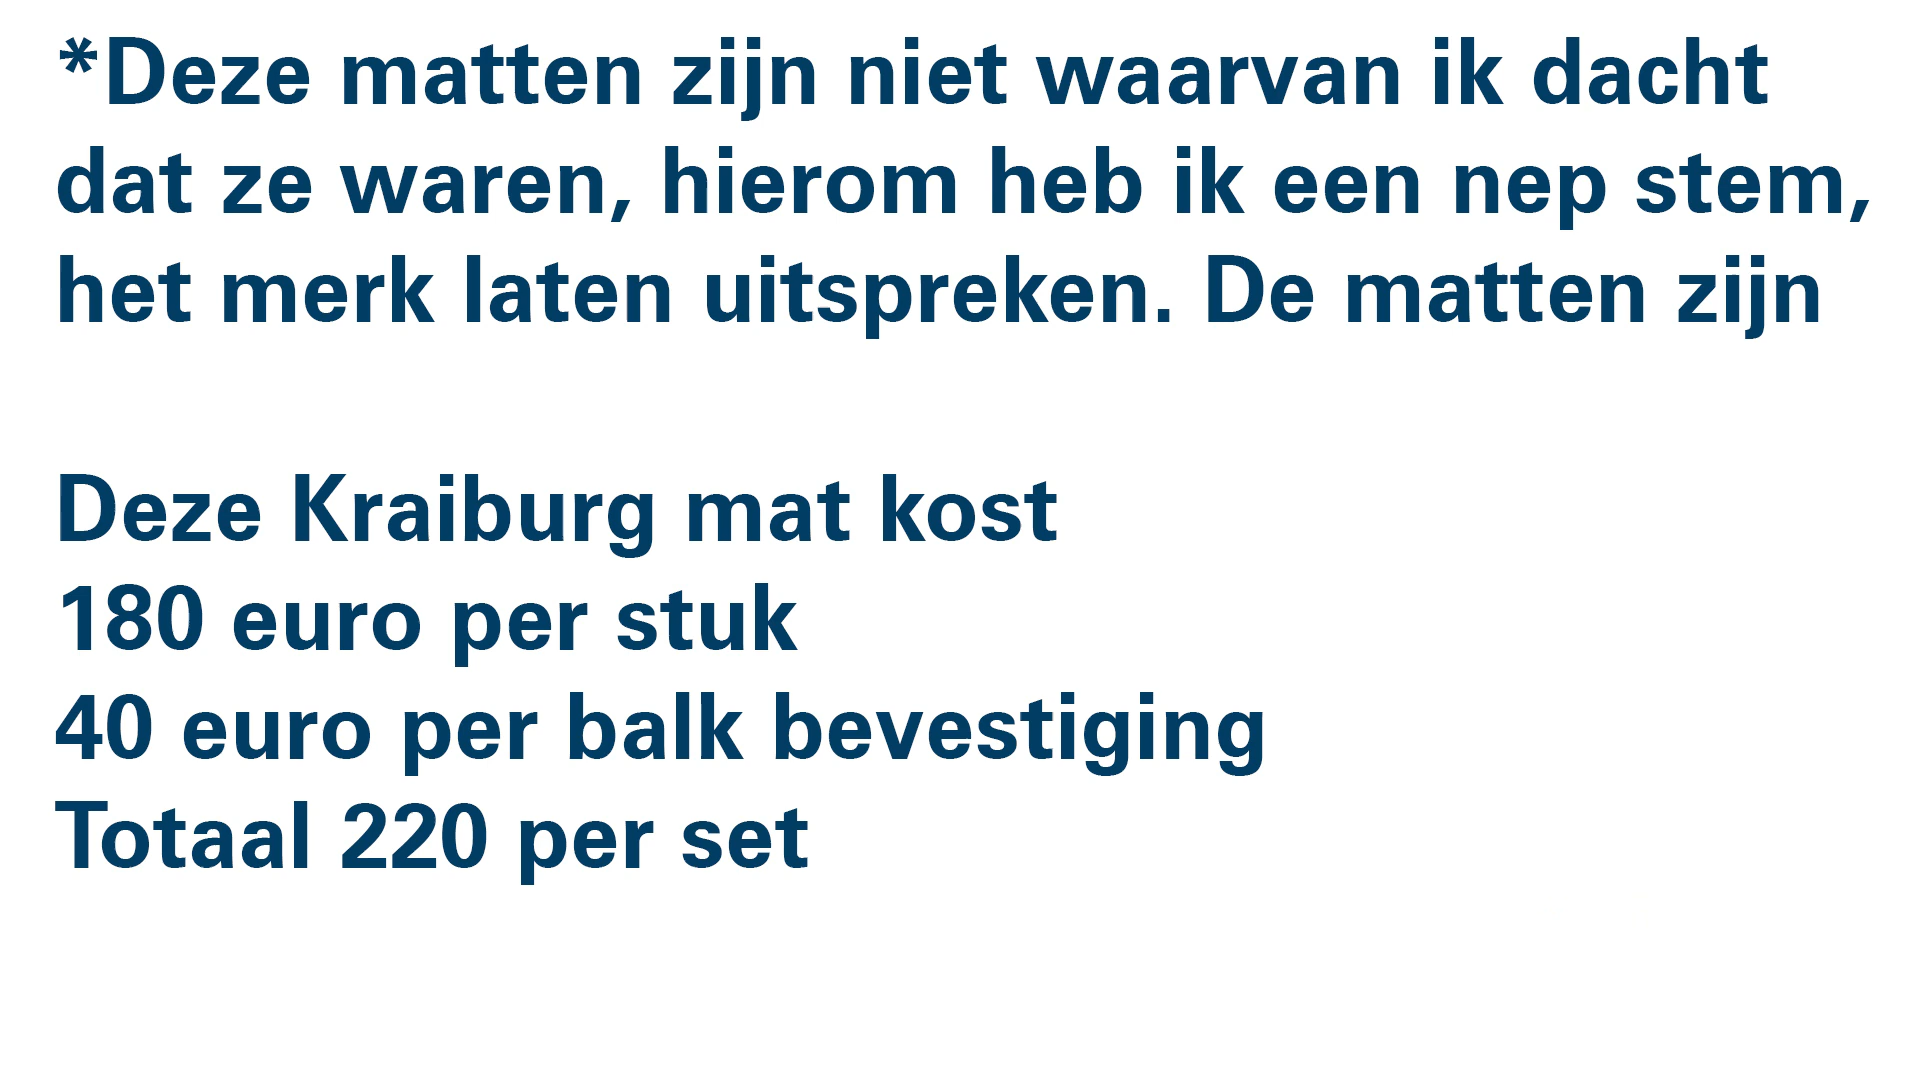 *Deze matten zijn niet waarvan ik dacht
dat ze waren, hierom heb ik een nep stem,
het merk laten uitspreken. De matten zijn
Deze Kraiburg mat kost
180 euro per stuk
40 euro per balk bevestiging
Totaal 220 per set